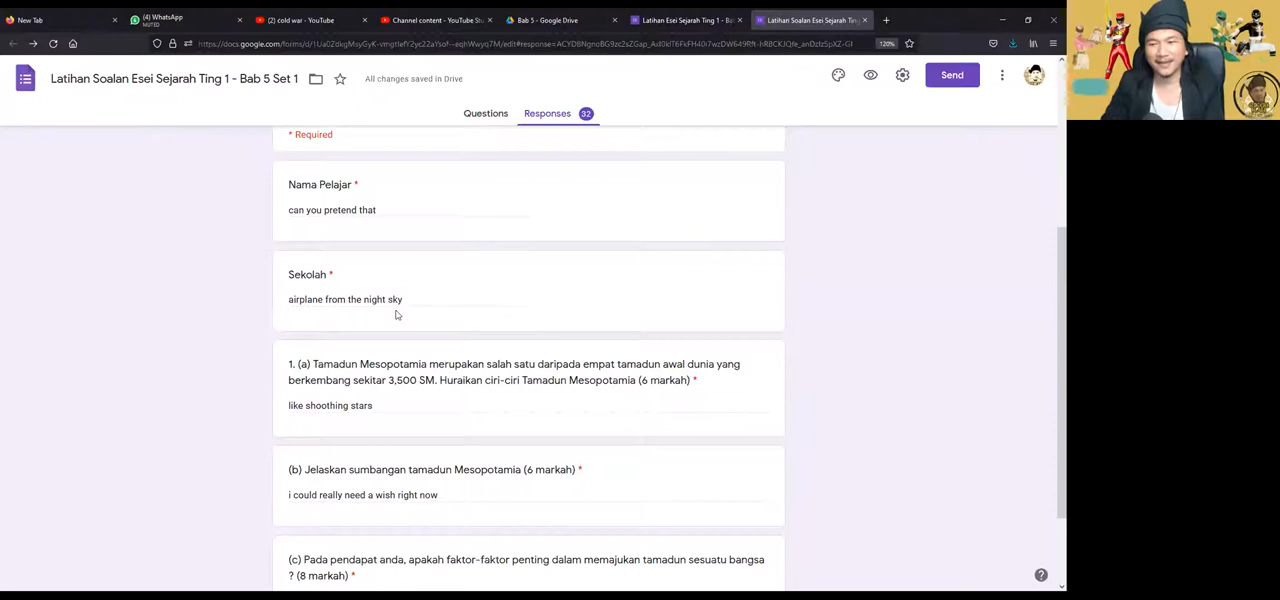 New Tab
(4) WhatsApp
MUTED
(2) cold war - YouTube
Channel content - YouTube Stu
Bab 5 - Google Drive
Latihan Esei Sejarah Ting 1 - Bab
Latihan Soalan Esei Sejarah Ting
120%
Latihan Soalan Esei Sejarah Ting 1 - Bab 5 Set 1
All changes saved in Drive
Send
Questions
Responses 32
* Required
Nama Pelajar *
can you pretend that
Sekolah *
airplane from the night sky
1. (a) Tamadun Mesopotamia merupakan salah satu daripada empat tamadun awal dunia yang
berkembang sekitar 3,500 SM. Huraikan ciri-ciri Tamadun Mesopotamia (6 markah) *
like shoothing stars
(b) Jelaskan sumbangan tamadun Mesopotamia (6 markah) *
i could really need a wish right now
(c) Pada pendapat anda, apakah faktor-faktor penting dalam memajukan tamadun sesuatu bangsa
? (8 markah) *